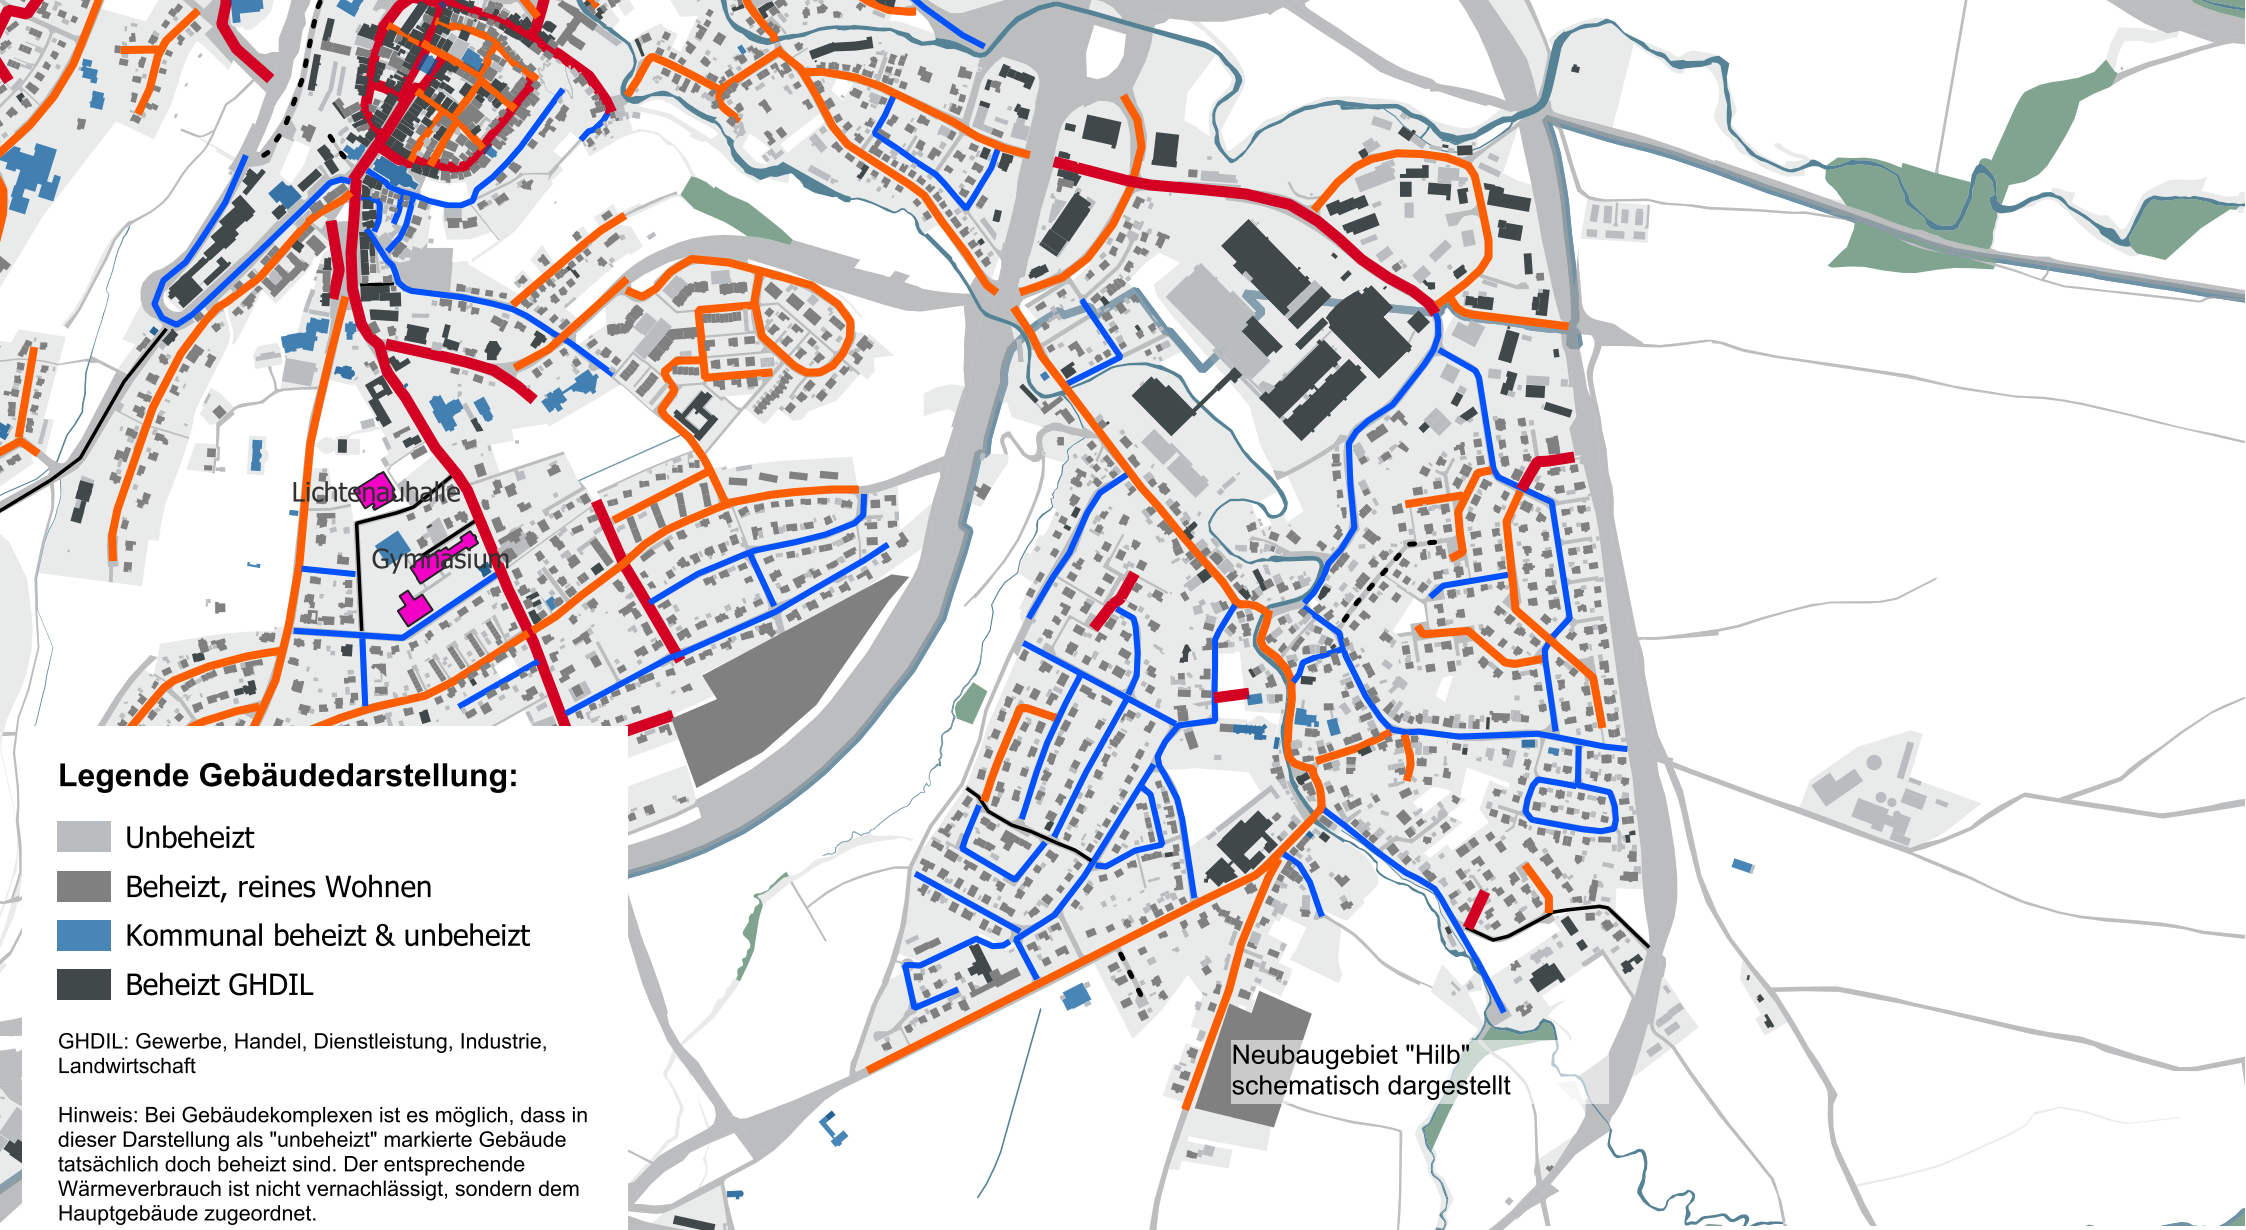 Lichtenauhalle
Gymnasium
Legende Gebäudedarstellung:
Unbeheizt
Beheizt, reines Wohnen
Kommunal beheizt & unbeheizt
Beheizt GHDIL
GHDIL: Gewerbe, Handel, Dienstleistung, Industrie,
Landwirtschaft
Hinweis: Bei Gebäudekomplexen ist es möglich, dass in
dieser Darstellung als "unbeheizt" markierte Gebäude
tatsächlich doch beheizt sind. Der entsprechende
Wärmeverbrauch ist nicht vernachlässigt, sondern dem
Hauptgebäude zugeordnet.
Neubaugebiet "Hilb"
schematisch dargestellt